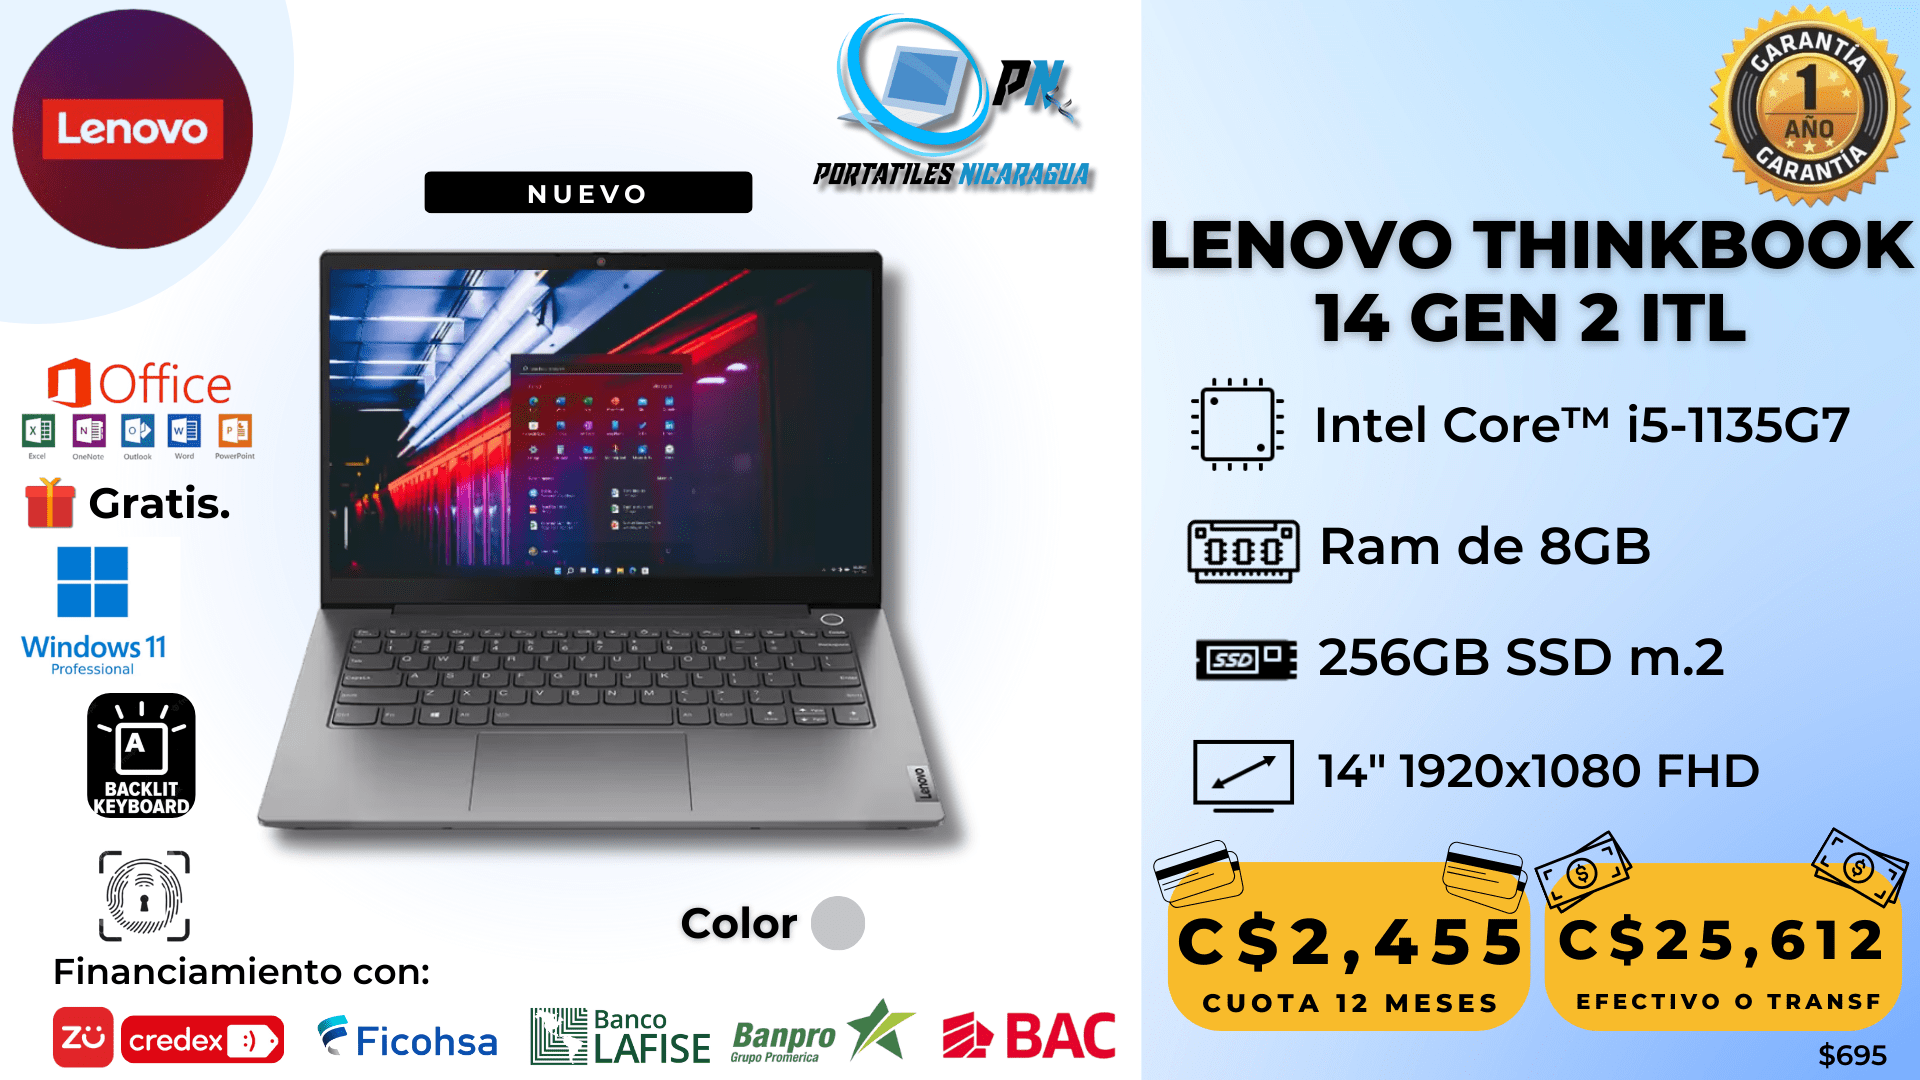 Lenovo
NUEVO
PN
PORTATILES NICARAGUA
GARANTÍA
1
AÑO
GARANTÍA
LENOVO THINKBOOK
14 GEN 2 ITL
Intel Core™ i5-1135G7
Ram de 8GB
SSD
256GB SSD m.2
14" 1920x1080 FHD
Office
Excel OneNote Outlook Word PowerPoint
Gratis.
Windows 11
Professional
A
BACKLIT
KEYBOARD
Lenovo
Color
Financiamiento con:
zü
credex :)
Ficohsa
Banco
LAFISE
Banpro
Grupo Promerica
BAC
C$2,455
CUOTA 12 MESES
C$25,612
EFECTIVO O TRANSF
$695